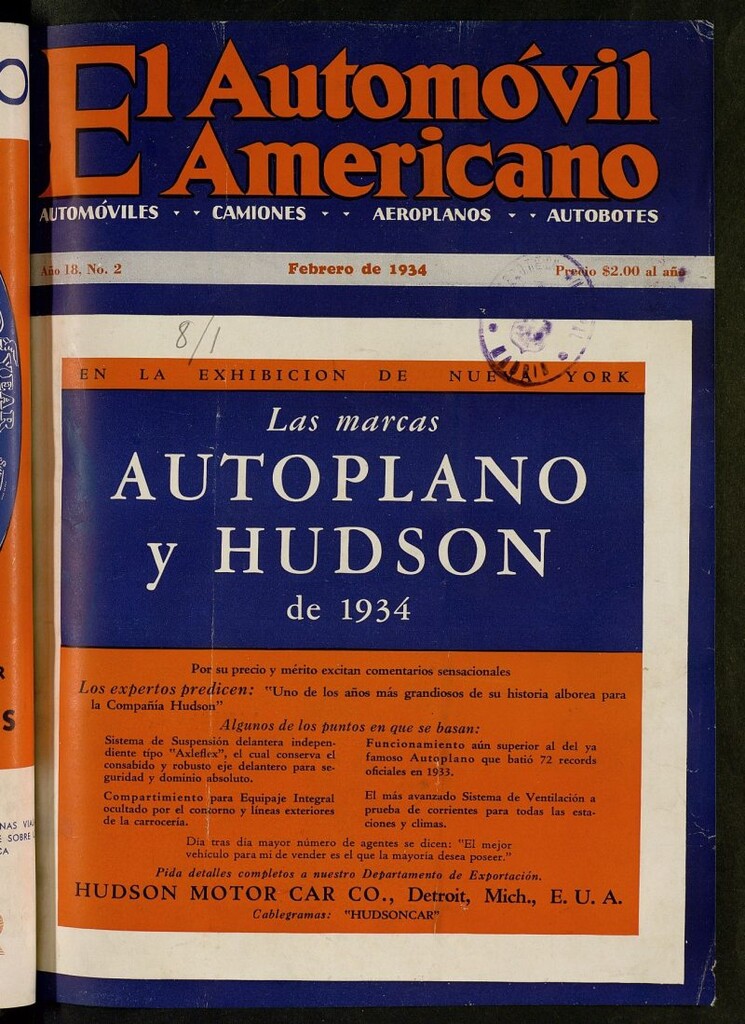 El Automóvil
Americano
AUTOMÓVILES - - CAMIONES - - AEROPLANOS - - AUTOBOTES
Año 18, No. 2
Febrero de 1934
Precio $2.00 al año
MADRID
8/1
EN LA EXHIBICION DE NUEVA YORK
Las marcas
AUTOPLANO
y HUDSON
de 1934
Por su precio y mérito excitan comentarios sensacionales
Los expertos predicen: "Uno de los años más grandiosos de su historia alborea para
la Compañía Hudson"
Algunos de los puntos en que se basan:
Sistema de Suspensión delantera indepen-
diente tipo "Axleflex", el cual conserva el
consabido y robusto eje delantero para se-
guridad y dominio absoluto.
Compartimiento para Equipaje Integral
ocultado por el contorno y líneas exteriores
de la carrocería.
Funcionamiento aún superior al del ya
famoso Autoplano que batió 72 records
oficiales en 1933.
El más avanzado Sistema de Ventilación a
prueba de corrientes para todas las esta-
ciones y climas.
Día tras día mayor número de agentes se dicen: "El mejor
vehículo para mi de vender es el que la mayoría desea poseer."
Pida detalles completos a nuestro Departamento de Exportación.
HUDSON MOTOR CAR CO., Detroit, Mich., E. U. A.
Cablegramas: "HUDSONCAR"